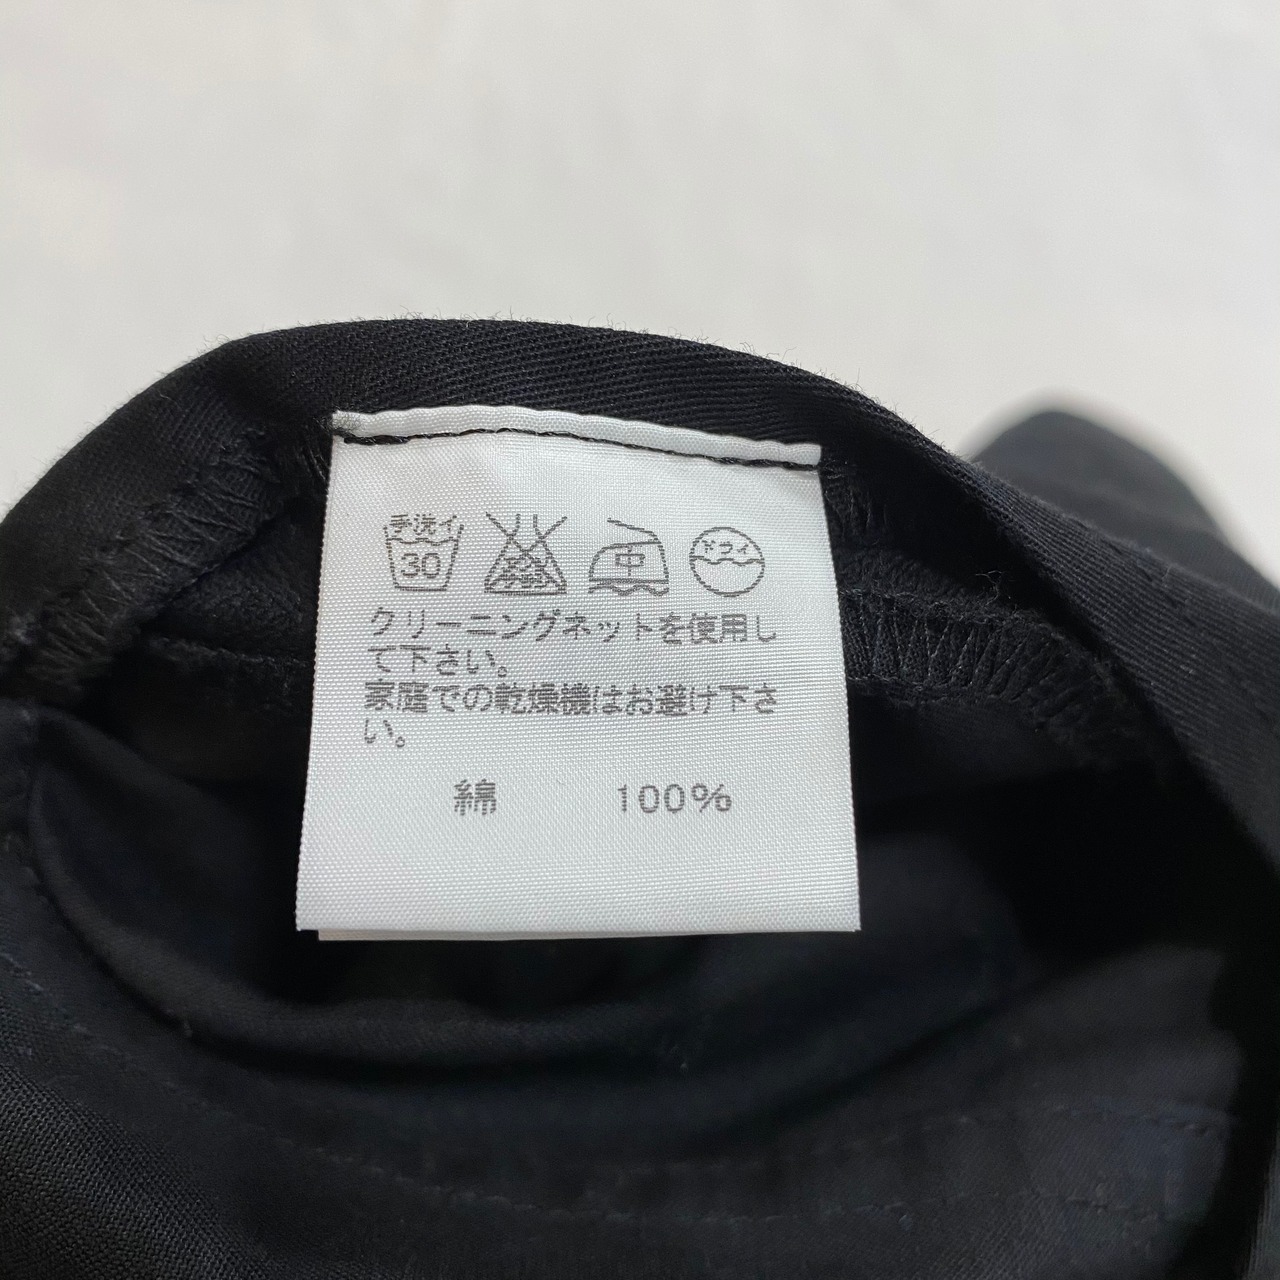 手洗イ
30
中
ドライ
クリーニングネットを使用し
て下さい。
家庭での乾燥機はお避け下さ
い。
綿 100%